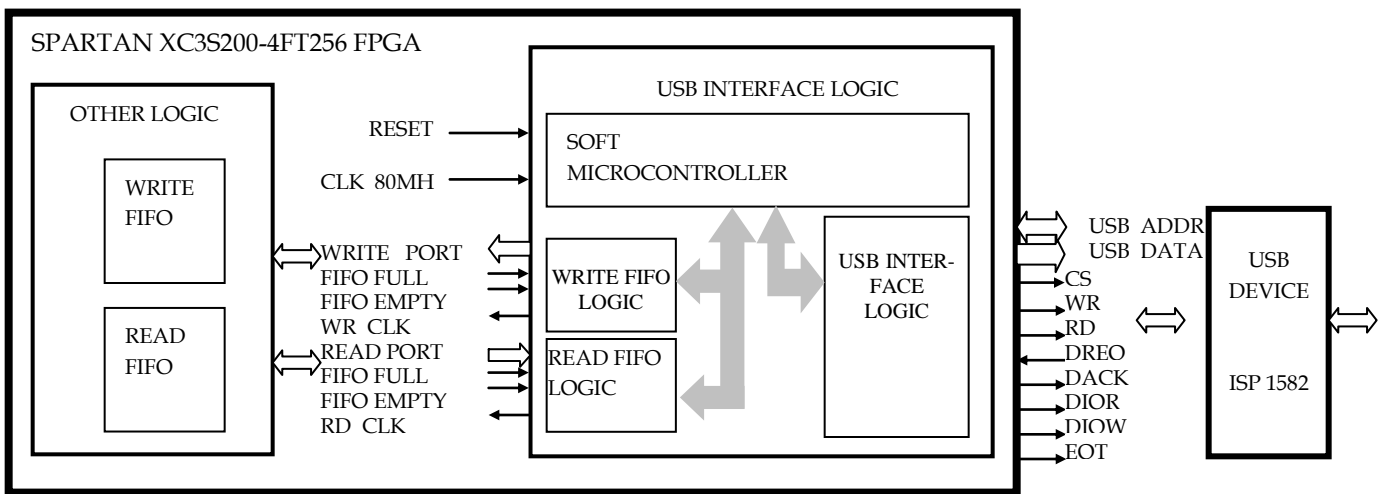 SPARTAN XC3S200-4FT256 FPGA
OTHER LOGIC
WRITE
FIFO
READ
FIFO
RESET
CLK 80MH
WRITE PORT
FIFO FULL
FIFO EMPTY
WR CLK
READ PORT
FIFO FULL
FIFO EMPTY
RD CLK
USB INTERFACE LOGIC
SOFT
MICROCONTROLLER
WRITE FIFO
LOGIC
READ FIFO
LOGIC
USB INTER-
FACE
LOGIC
USB ADDR
USB DATA
CS
WR
RD
DREO
DACK
DIOR
DIOW
EOT
USB
DEVICE
ISP 1582